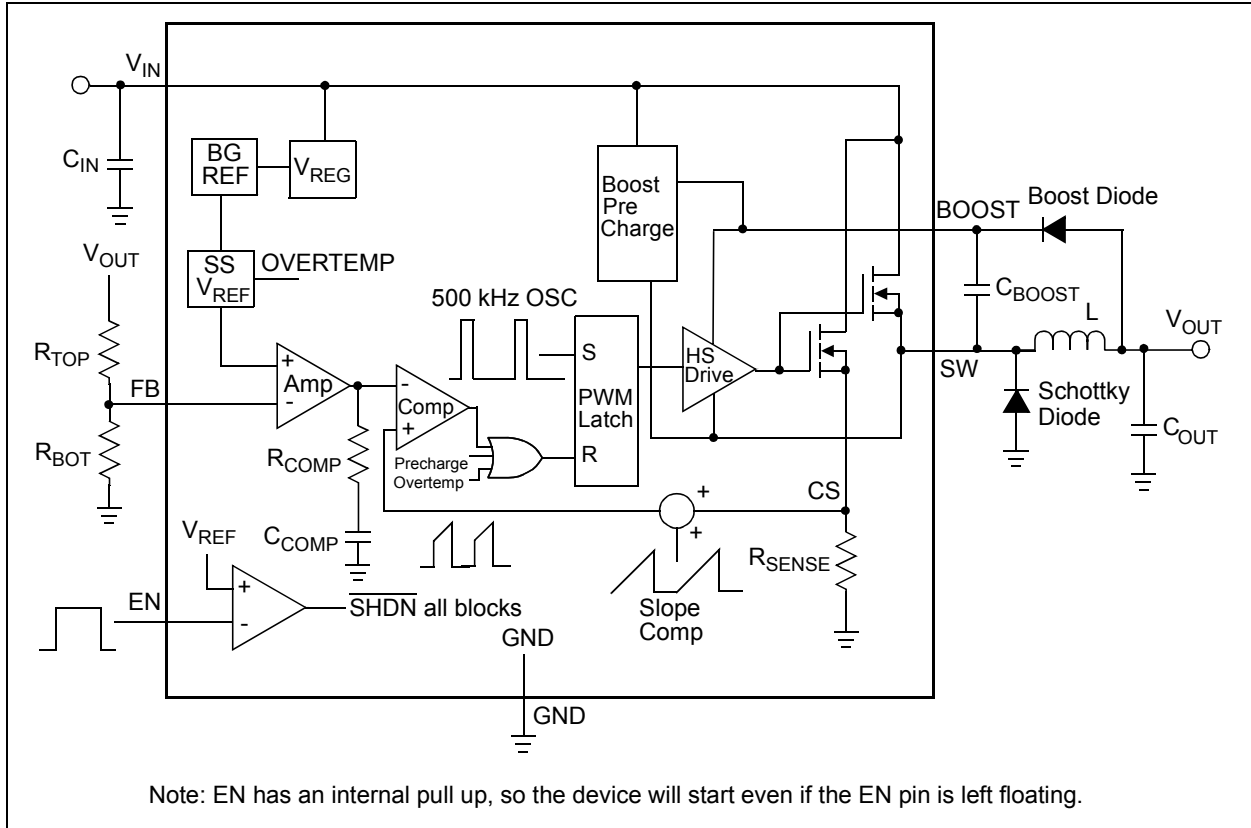 VIN
CIN
BG
REF
VREG
Boost
Pre
Charge
BOOST
Boost Diode
VOUT
SS
VREF
OVERTEMP
500 kHz OSC
CBOOST
L
VOUT
RTOP
FB
+
Amp
-
-
Comp
+
S
PWM
Latch
R
HS
Drive
SW
Schottky
Diode
COUT
RBOT
RCOMP
Precharge
Overtemp
CS
+
+
CCOMP
RSENSE
Slope
Comp
VREF
+
-
EN
SHDN all blocks
GND
GND
Note: EN has an internal pull up, so the device will start even if the EN pin is left floating.